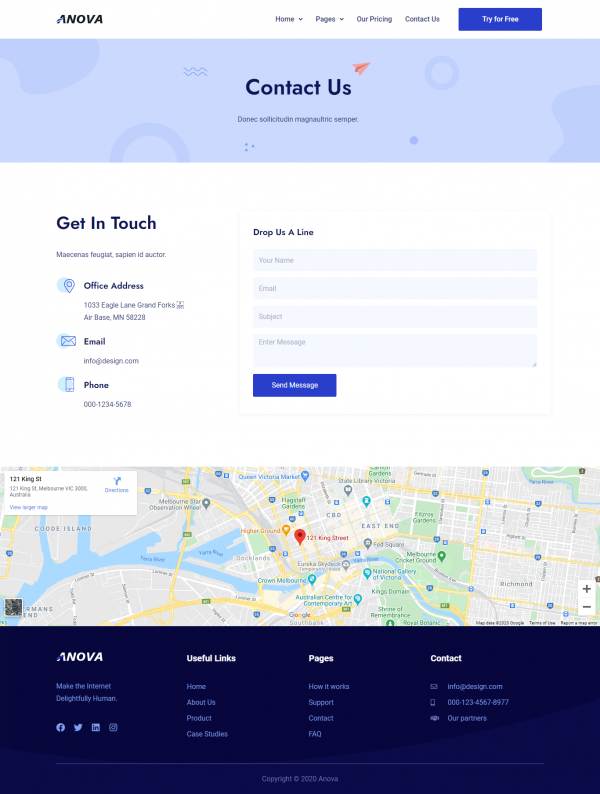 ANOVA
Home
Pages
Our Pricing
Contact Us
Try for Free
Contact Us
Donec sollicitudin magnaultric semper.
Get In Touch
Maecenas feugiat, sapien id auctor.
Office Address
1033 Eagle Lane Grand Forks
Air Base, MN 58228
Email
info@design.com
Phone
000-1234-5678
Drop Us A Line
Your Name
Email
Subject
Enter Message
Send Message
121 King St
121 King St, Melbourne VIC 3000,
Australia
Directions
View larger map
Queen Victoria Market
State Library Victoria
Melbourne Star
Observation Wheel
Flagstaff
Gardens
CBD
EAST END
Fitzroy
Gardens
COODE ISLAND
Higher Ground
121 King Street
Docklands
Fed Square
Eureka Skydeck
Temporarily closed
Melbourne
Cricket Ground
Yarra River
Crown Melbourne
National Gallery
of Victoria
Kings Domain
Richmond
Australian Centre for
Contemporary Art
Shrine of
Remembrance
Royal Botanic
Google
Southbank
Map data ©2020 Google
Terms of Use
Report a map error
ANOVA
Make the Internet
Delightfully Human.
Useful Links
Home
About Us
Product
Case Studies
Pages
How it works
Support
Contact
FAQ
Contact
info@design.com
000-123-4567-8977
Our partners
Copyright © 2020 Anova